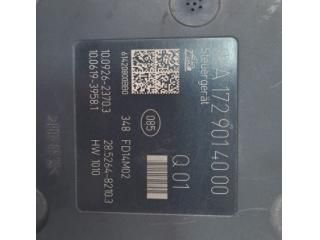 A 172 901 40 00
Steuergerät
Q.01
61420800BB0
085
348 FD14M02
28.5264-8210.3
HW 1010
10.0926-2370.3
10.0619-3958.1